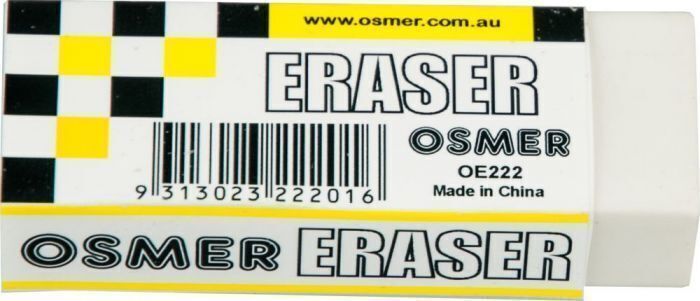 www.osmer.com.au
ERASER
OSMER
OE222
Made in China
9 313023 222016
OSMER ERASER